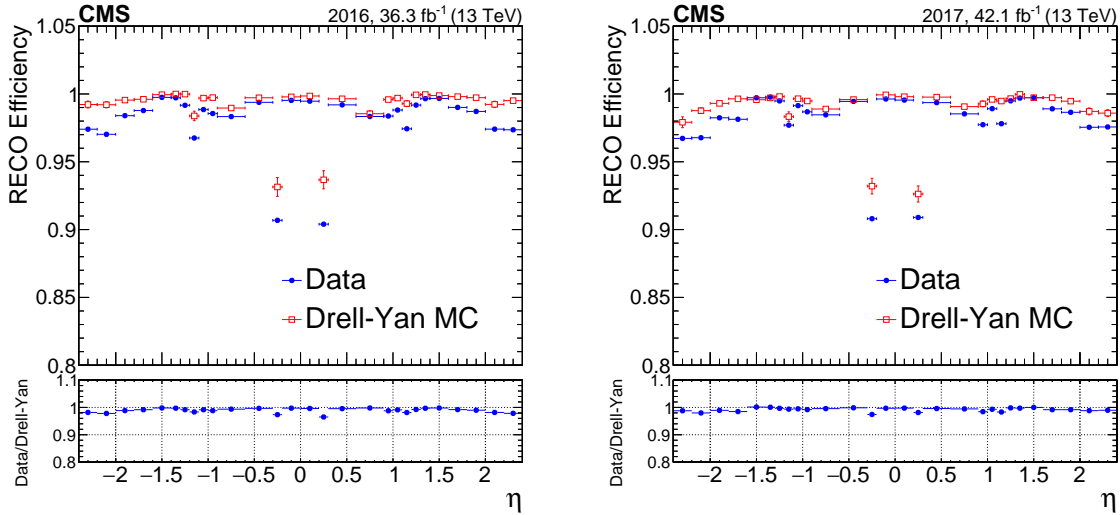 CMS
2016, 36.3 fb⁻¹ (13 TeV)
RECO Efficiency
1.05
1
0.95
0.9
0.85
0.8
Data
Drell-Yan MC
Data/Drell-Yan
1.1
1
0.9
0.8
−2 −1.5 −1 −0.5 0 0.5 1 1.5 2
η
CMS
2017, 42.1 fb⁻¹ (13 TeV)
RECO Efficiency
1.05
1
0.95
0.9
0.85
0.8
Data
Drell-Yan MC
Data/Drell-Yan
1.1
1
0.9
0.8
−2 −1.5 −1 −0.5 0 0.5 1 1.5 2
η